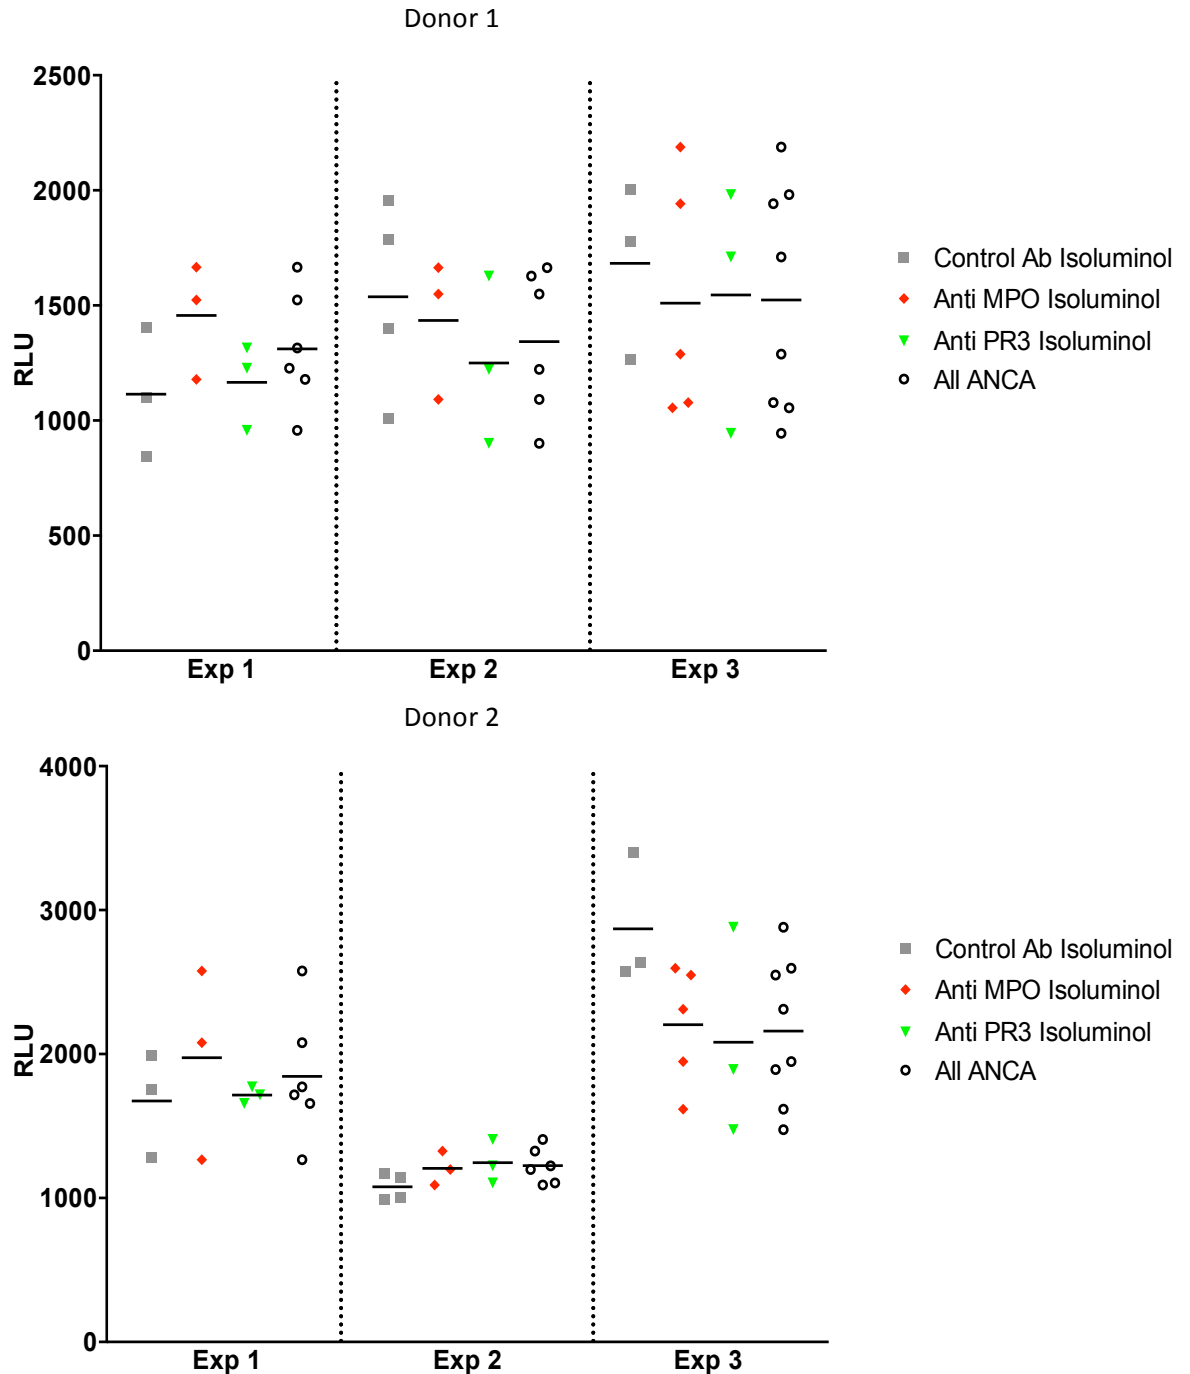 Donor 1
2500
2000
1500
1000
500
0
RLU
Exp 1 Exp 2 Exp 3
Control Ab Isoluminol
Anti MPO Isoluminol
Anti PR3 Isoluminol
All ANCA
Donor 2
4000
3000
2000
1000
0
RLU
Exp 1 Exp 2 Exp 3
Control Ab Isoluminol
Anti MPO Isoluminol
Anti PR3 Isoluminol
All ANCA